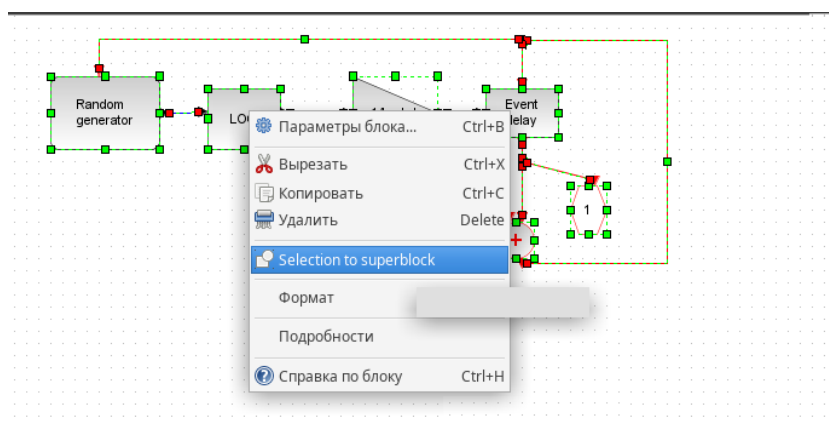 Random
generator
Event
delay
1
Параметры блока... Ctrl+B
Вырезать Ctrl+X
Копировать Ctrl+C
Удалить Delete
Selection to superblock
Формат
Подробности
Справка по блоку Ctrl+H